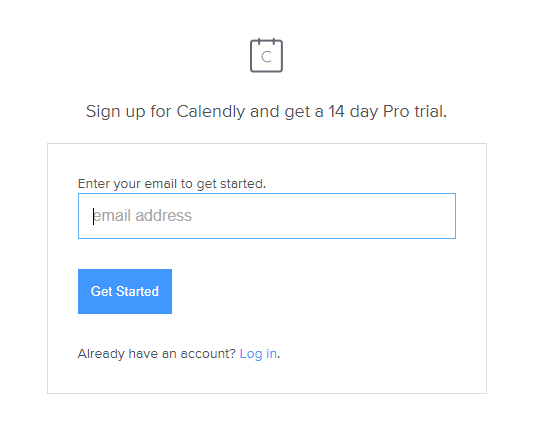 C
Sign up for Calendly and get a 14 day Pro trial.
Enter your email to get started.
email address
Get Started
Already have an account? Log in.